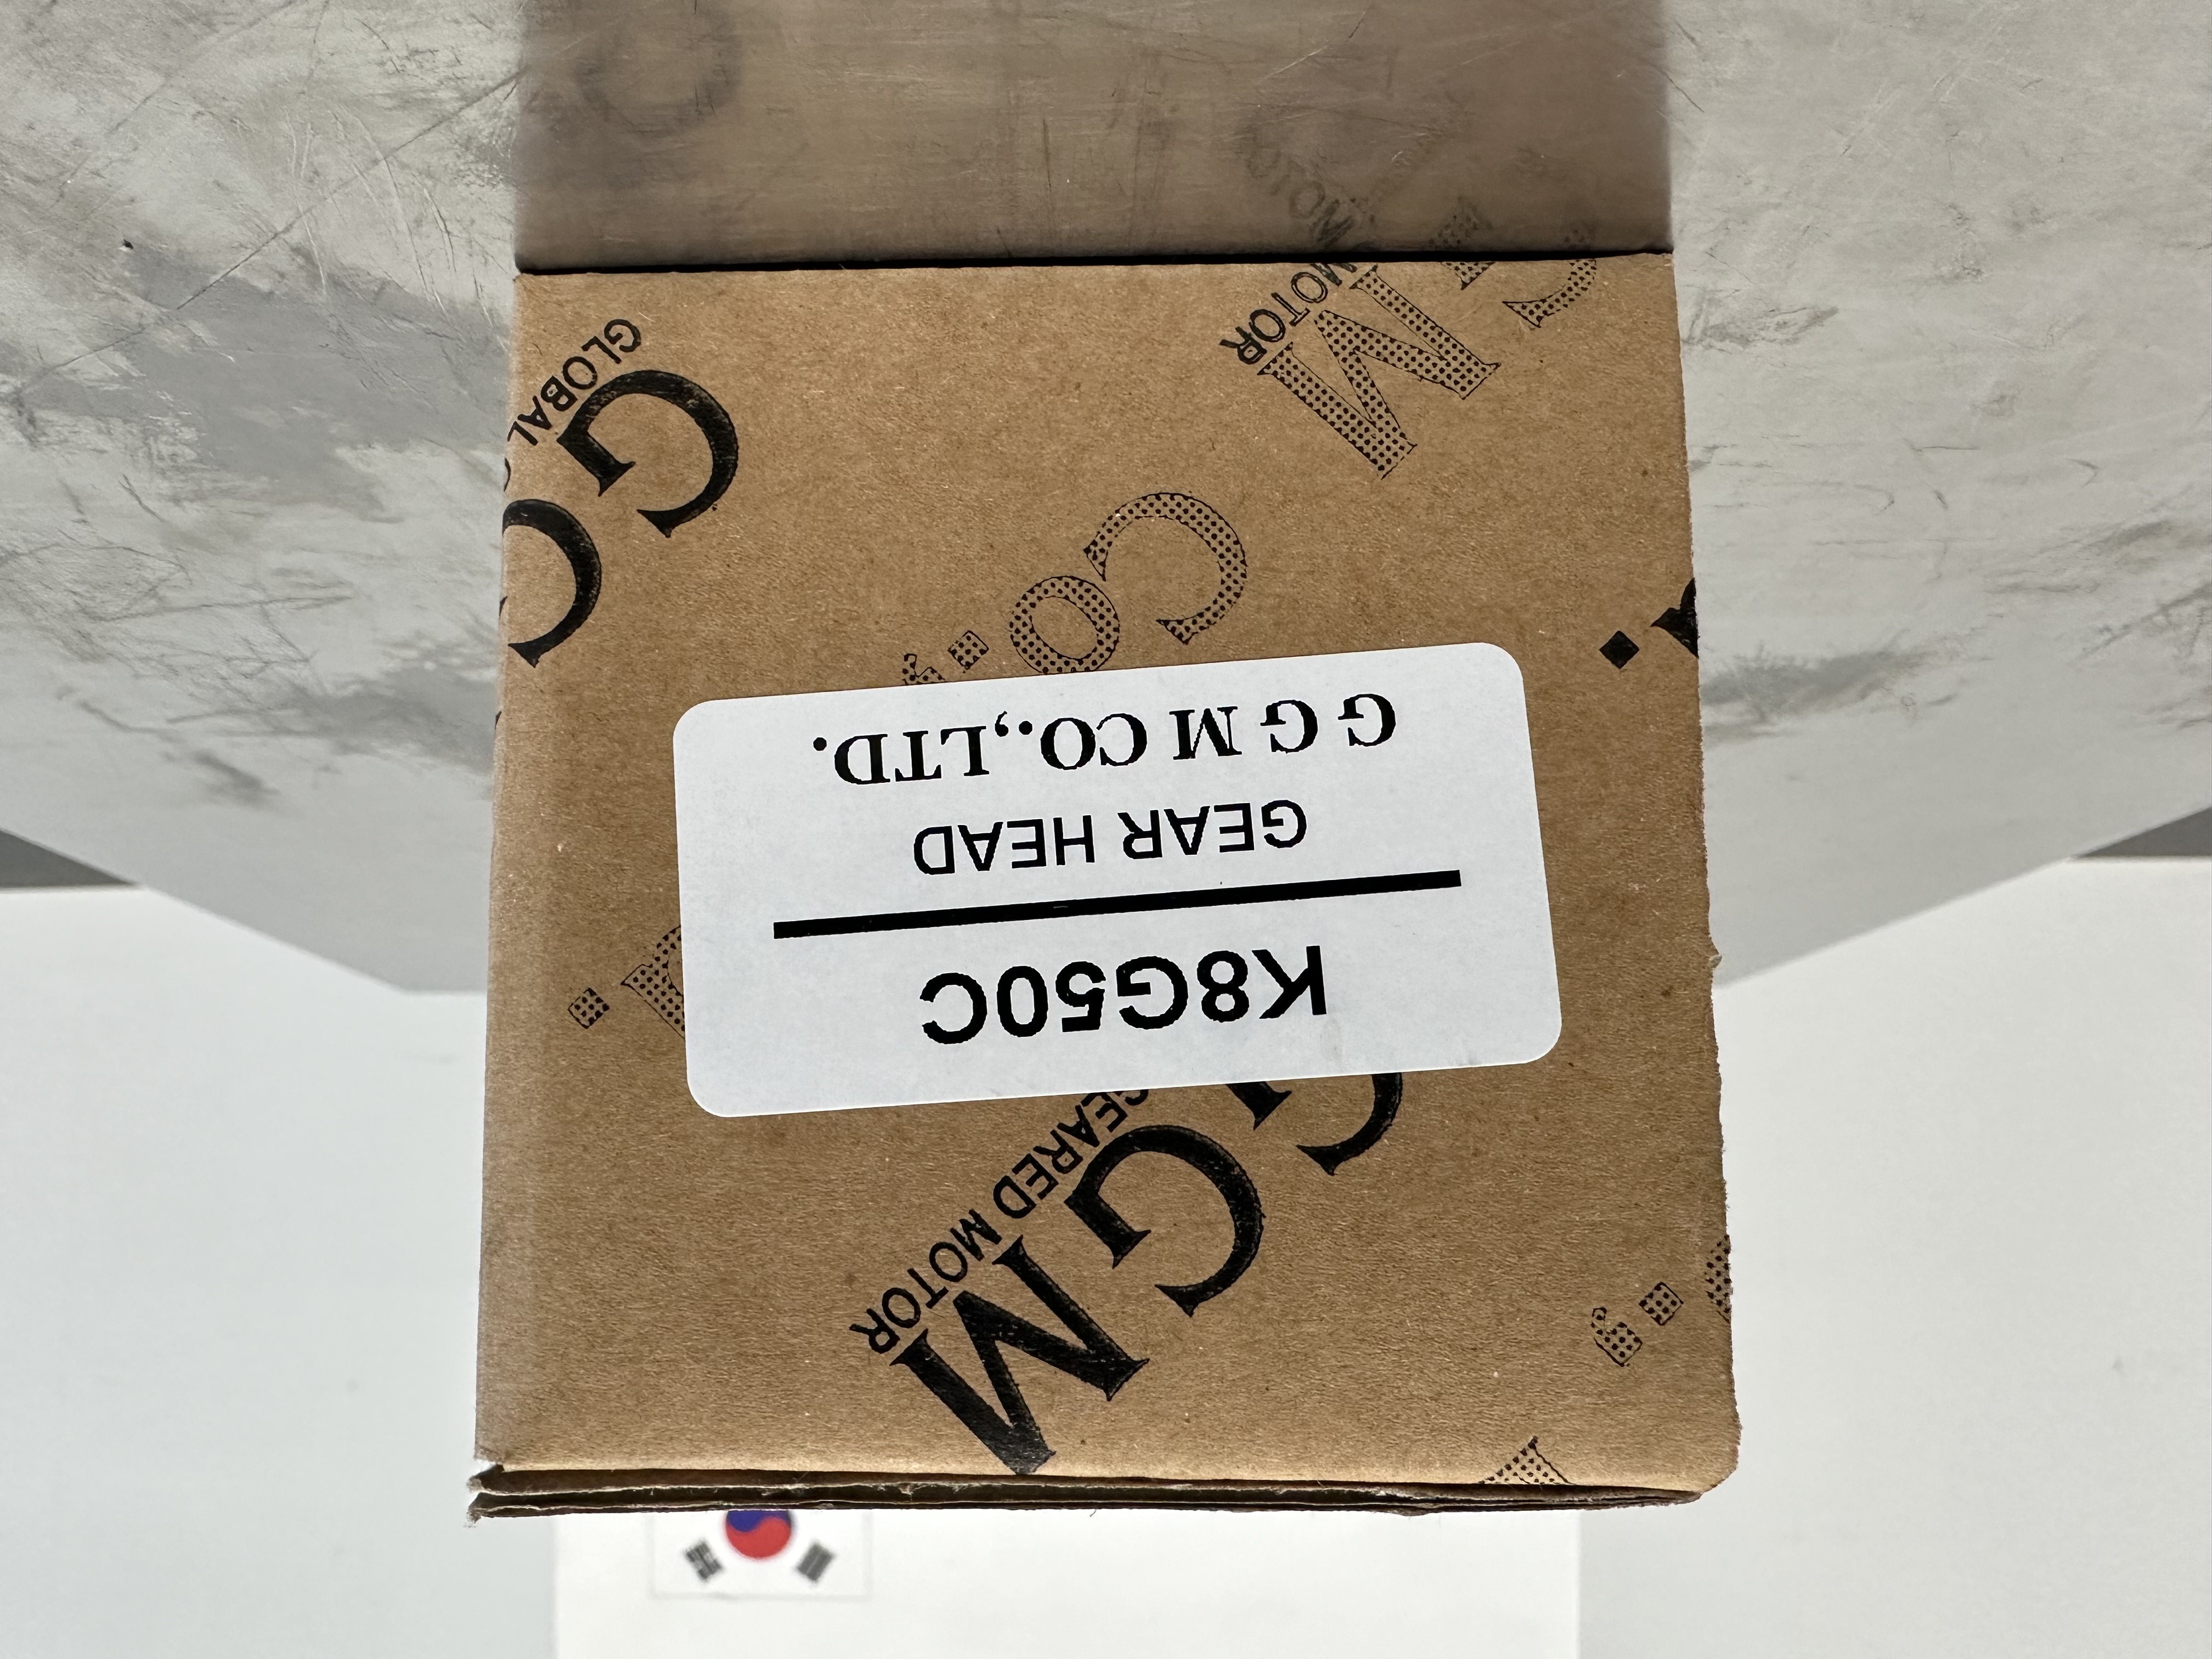 G G M CO.,LTD.
GEAR HEAD
K8G50C
GLOBAL
G
MOTOR
M
Co.
GEARED MOTOR
GGM